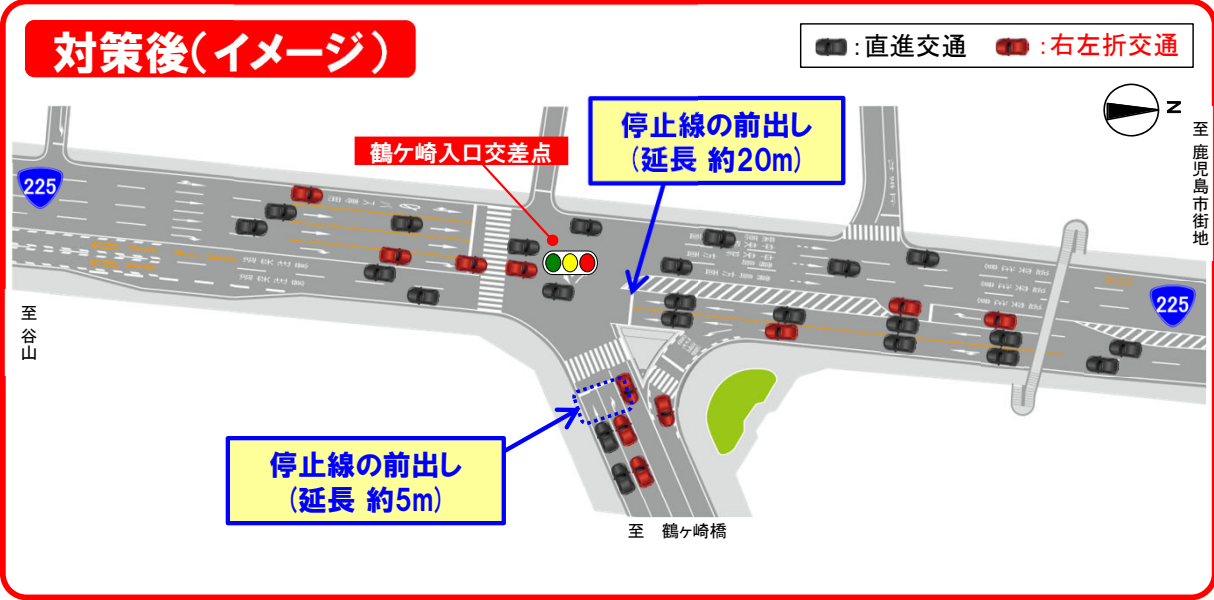 対策後(イメージ)
:直進交通 :右左折交通
N
至 鹿児島市街地
停止線の前出し
(延長 約20m)
鶴ケ崎入口交差点
225
225
至 谷山
停止線の前出し
(延長 約5m)
至 鶴ヶ崎橋